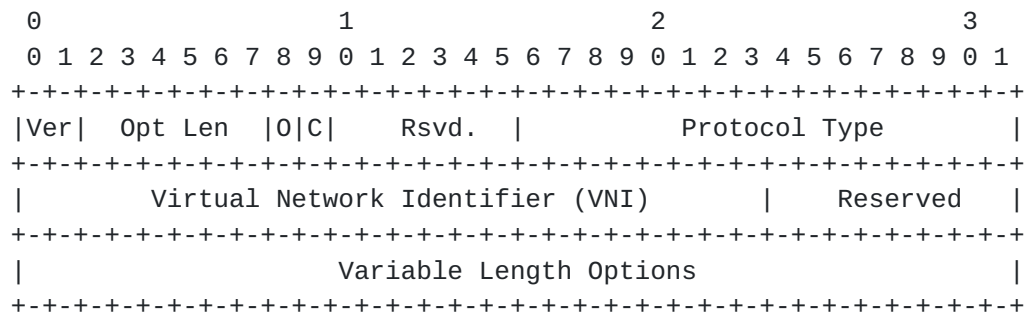 0                   1                   2                   3
 0 1 2 3 4 5 6 7 8 9 0 1 2 3 4 5 6 7 8 9 0 1 2 3 4 5 6 7 8 9 0 1
+-+-+-+-+-+-+-+-+-+-+-+-+-+-+-+-+-+-+-+-+-+-+-+-+-+-+-+-+-+-+-+-+
|Ver|  Opt Len  |O|C|    Rsvd.  |          Protocol Type        |
+-+-+-+-+-+-+-+-+-+-+-+-+-+-+-+-+-+-+-+-+-+-+-+-+-+-+-+-+-+-+-+-+
|        Virtual Network Identifier (VNI)       |    Reserved   |
+-+-+-+-+-+-+-+-+-+-+-+-+-+-+-+-+-+-+-+-+-+-+-+-+-+-+-+-+-+-+-+-+
|                    Variable Length Options                    |
+-+-+-+-+-+-+-+-+-+-+-+-+-+-+-+-+-+-+-+-+-+-+-+-+-+-+-+-+-+-+-+-+